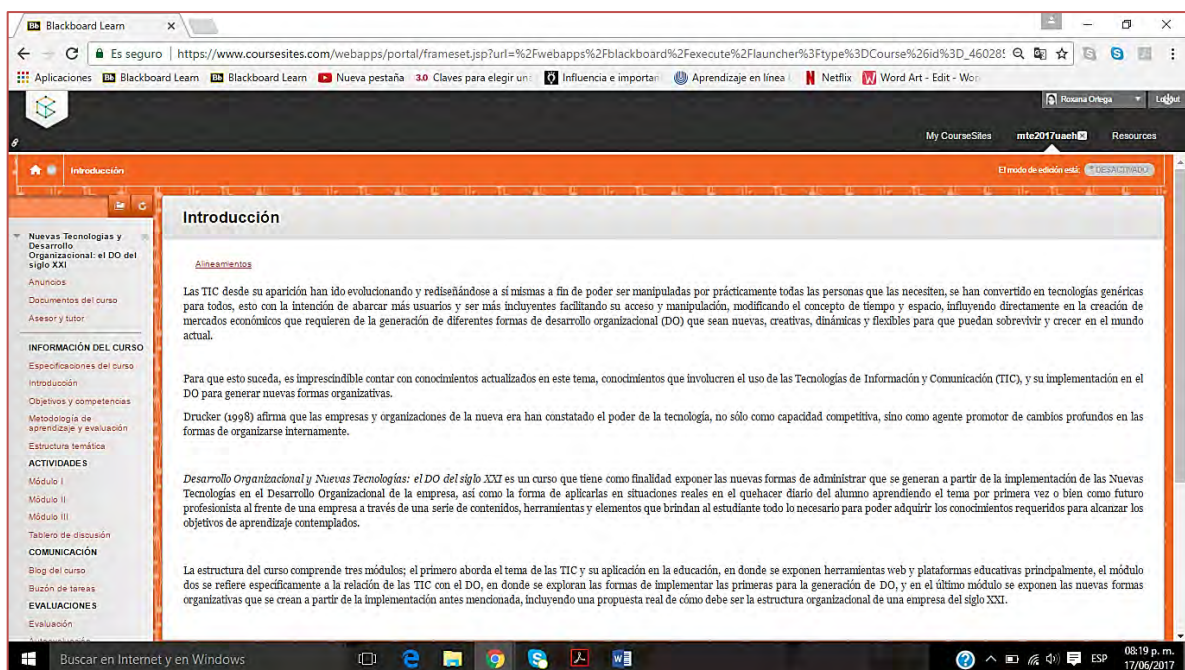 Blackboard Learn
Es seguro | https://www.coursesites.com/webapps/portal/frameset.jsp?url=%2Fwebapps%2Fblackboard%2Fexecute%2Flauncher%3Ftype%3DCourse%26id%3D_460285
Aplicaciones Blackboard Learn Blackboard Learn Nueva pestaña 3.0 Claves para elegir un Influencia e importan Aprendizaje en línea Netflix Word Art - Edit - Wor
Roxana Ortega Logout
My CourseSites mte2017uaeh Resources
Introducción El modo de edición está: DESACTIVADO
Introducción
Nuevas Tecnologías y
Desarrollo
Organizacional: el DO del
siglo XXI
Anuncios
Documentos del curso
Asesor y tutor
INFORMACIÓN DEL CURSO
Especificaciones del curso
Introducción
Objetivos y competencias
Metodología de
aprendizaje y evaluación
Estructura temática
ACTIVIDADES
Módulo I
Módulo II
Módulo III
Tablero de discusión
COMUNICACIÓN
Blog del curso
Buzón de tareas
EVALUACIONES
Evaluación
Autoevaluación
Alineamientos
Las TIC desde su aparición han ido evolucionando y rediseñándose a sí mismas a fin de poder ser manipuladas por prácticamente todas las personas que las necesiten, se han convertido en tecnologías genéricas
para todos, esto con la intención de abarcar más usuarios y ser más incluyentes facilitando su acceso y manipulación, modificando el concepto de tiempo y espacio, influyendo directamente en la creación de
mercados económicos que requieren de la generación de diferentes formas de desarrollo organizacional (DO) que sean nuevas, creativas, dinámicas y flexibles para que puedan sobrevivir y crecer en el mundo
actual.
Para que esto suceda, es imprescindible contar con conocimientos actualizados en este tema, conocimientos que involucren el uso de las Tecnologías de Información y Comunicación (TIC), y su implementación en el
DO para generar nuevas formas organizativas.
Drucker (1998) afirma que las empresas y organizaciones de la nueva era han constatado el poder de la tecnología, no sólo como capacidad competitiva, sino como agente promotor de cambios profundos en las
formas de organizarse internamente.
Desarrollo Organizacional y Nuevas Tecnologías: el DO del siglo XXI es un curso que tiene como finalidad exponer las nuevas formas de administrar que se generan a partir de la implementación de las Nuevas
Tecnologías en el Desarrollo Organizacional de la empresa, así como la forma de aplicarlas en situaciones reales en el quehacer diario del alumno aprendiendo el tema por primera vez o bien como futuro
profesionista al frente de una empresa a través de una serie de contenidos, herramientas y elementos que brindan al estudiante todo lo necesario para poder adquirir los conocimientos requeridos para alcanzar los
objetivos de aprendizaje contemplados.
La estructura del curso comprende tres módulos; el primero aborda el tema de las TIC y su aplicación en la educación, en donde se exponen herramientas web y plataformas educativas principalmente, el módulo
dos se refiere específicamente a la relación de las TIC con el DO, en donde se exploran las formas de implementar las primeras para la generación de DO, y en el último módulo se exponen las nuevas formas
organizativas que se crean a partir de la implementación antes mencionada, incluyendo una propuesta real de cómo debe ser la estructura organizacional de una empresa del siglo XXI.
Buscar en Internet y en Windows
ESP
08:19 p. m.
17/06/2017